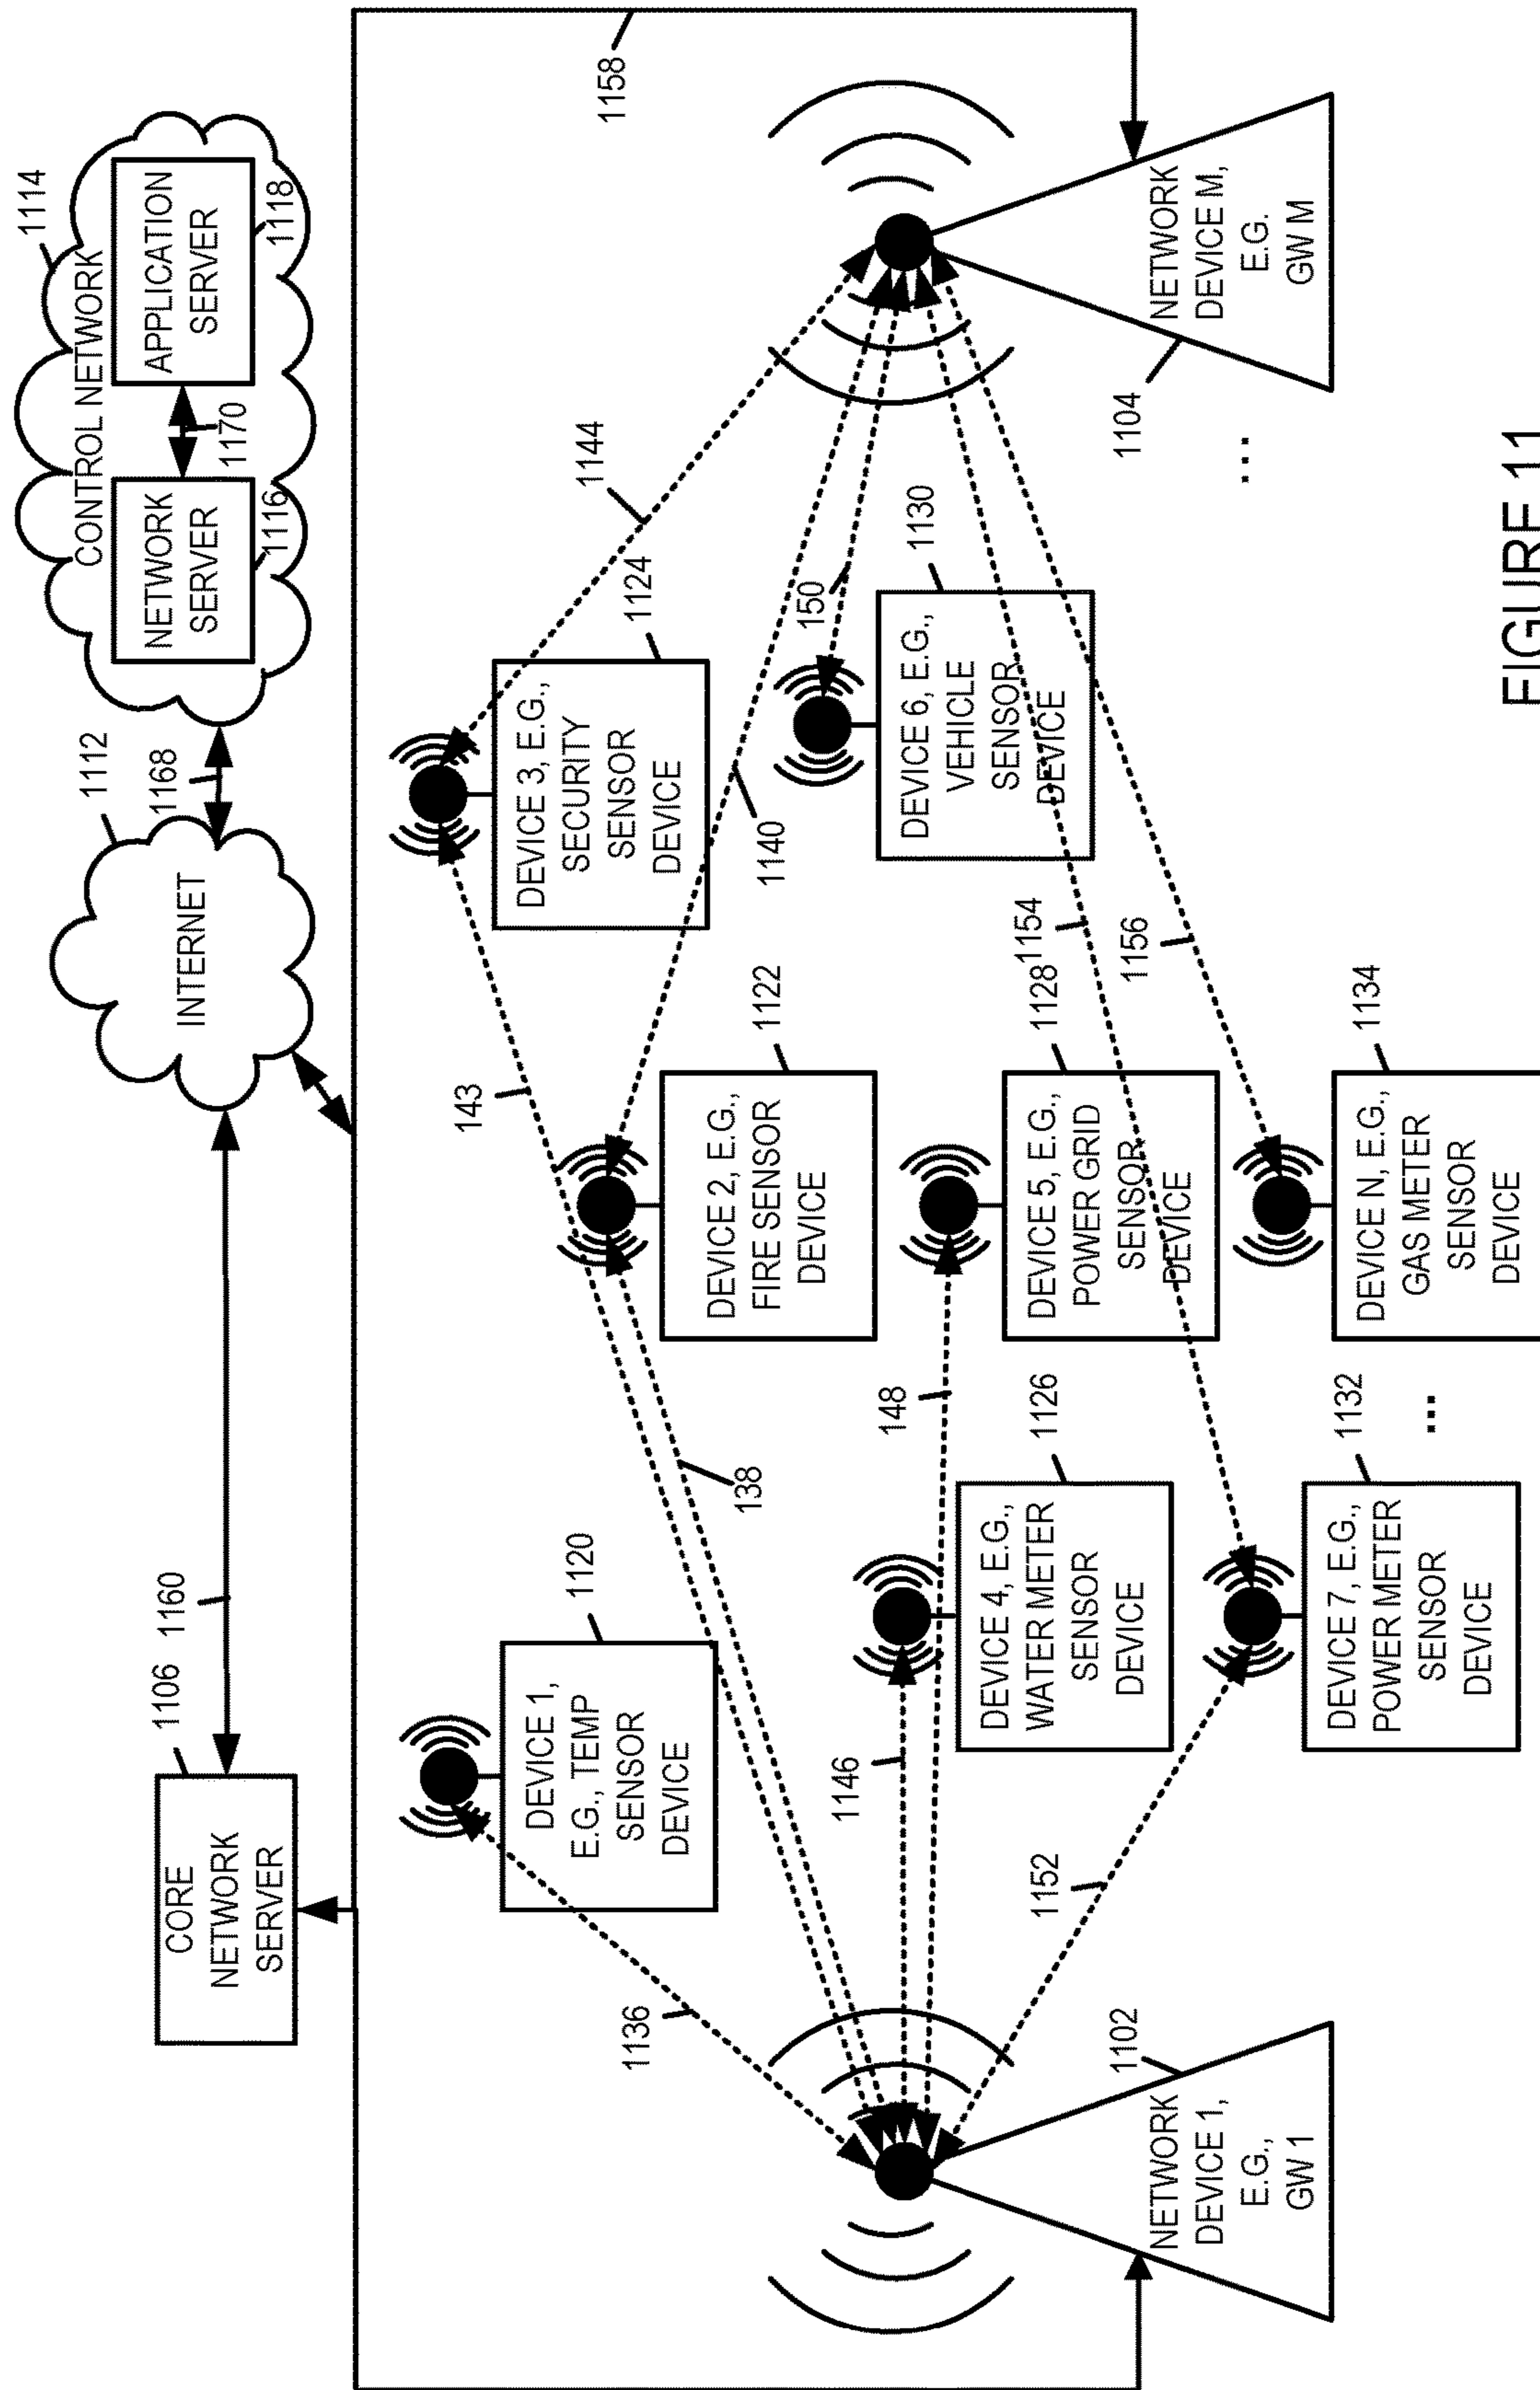 CORE
NETWORK
SERVER
1106
1160
INTERNET
1112
1168
CONTROL NETWORK
1114
NETWORK
SERVER
1116
1170
APPLICATION
SERVER
1118
1158
1136
DEVICE 1,
E.G., TEMP
SENSOR
DEVICE
1120
138
143
DEVICE 2, E.G.,
FIRE SENSOR
DEVICE
1122
DEVICE 3, E.G.,
SECURITY
SENSOR
DEVICE
1124
1144
1140
1146
DEVICE 4, E.G.,
WATER METER
SENSOR
DEVICE
1126
148
DEVICE 5, E.G.,
POWER GRID
SENSOR
DEVICE
1128
1154
DEVICE 6, E.G.,
VEHICLE
SENSOR
DEVICE
1130
150
1152
DEVICE 7, E.G.,
POWER METER
SENSOR
DEVICE
1132
...
DEVICE N, E.G.,
GAS METER
SENSOR
DEVICE
1134
1156
NETWORK
DEVICE 1,
E.G.,
GW 1
1102
...
NETWORK
DEVICE M,
E.G.
GW M
1104
FIGURE 11